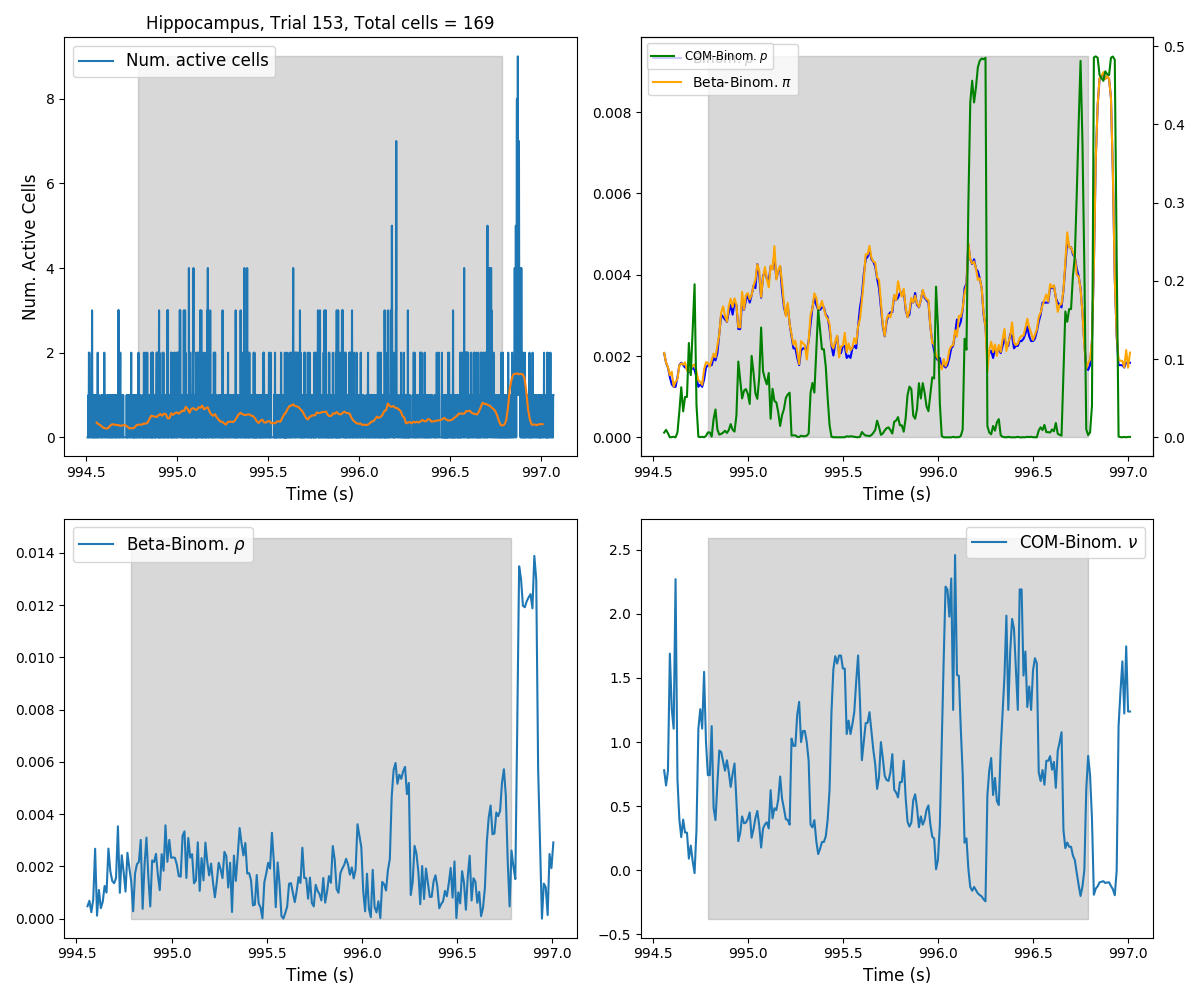 Hippocampus, Trial 153, Total cells = 169
Num. active cells
Num. Active Cells
8
6
4
2
0
994.5 995.0 995.5 996.0 996.5 997.0
Time (s)
COM-Binom. p
Beta-Binom. π
0.008
0.006
0.004
0.002
0.000
0.5
0.4
0.3
0.2
0.1
0.0
994.5 995.0 995.5 996.0 996.5 997.0
Time (s)
Beta-Binom. ρ
0.014
0.012
0.010
0.008
0.006
0.004
0.002
0.000
994.5 995.0 995.5 996.0 996.5 997.0
Time (s)
COM-Binom. ν
2.5
2.0
1.5
1.0
0.5
0.0
−0.5
994.5 995.0 995.5 996.0 996.5 997.0
Time (s)